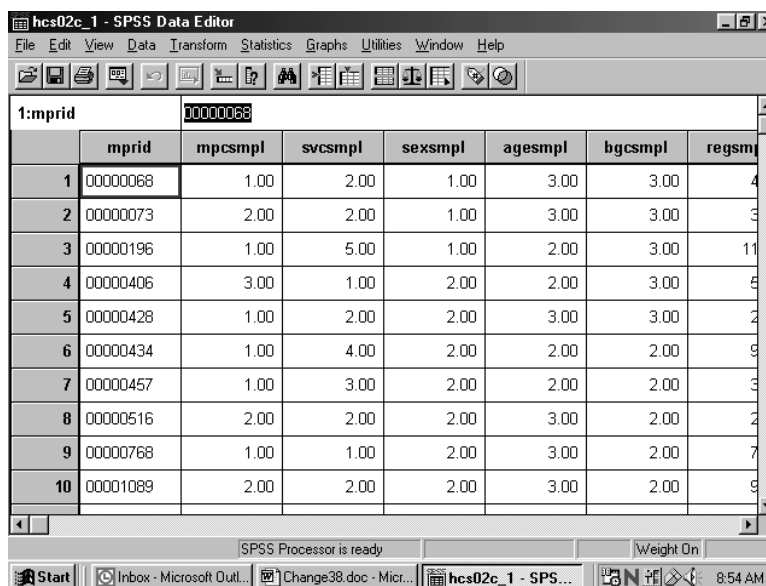 hcs02c_1 - SPSS Data Editor
File Edit View Data Transform Statistics Graphs Utilities Window Help
1:mprid 00000068
mprid mpcsmpl svcsmpl sexsmpl agesmpl bgcsmpl regsmp
1 00000068 1.00 2.00 1.00 3.00 3.00 4
2 00000073 2.00 2.00 1.00 3.00 3.00 3
3 00000196 1.00 5.00 1.00 2.00 3.00 11
4 00000406 3.00 1.00 2.00 2.00 3.00 5
5 00000428 1.00 2.00 2.00 3.00 3.00 2
6 00000434 1.00 4.00 2.00 2.00 2.00 9
7 00000457 1.00 3.00 2.00 2.00 2.00 3
8 00000516 2.00 2.00 2.00 3.00 2.00 2
9 00000768 1.00 1.00 2.00 3.00 2.00 7
10 00001089 2.00 2.00 2.00 3.00 2.00 9
SPSS Processor is ready Weight On
Start Inbox - Microsoft Outl... Change38.doc - Micr... hcs02c_1 - SPS... 8:54 AM